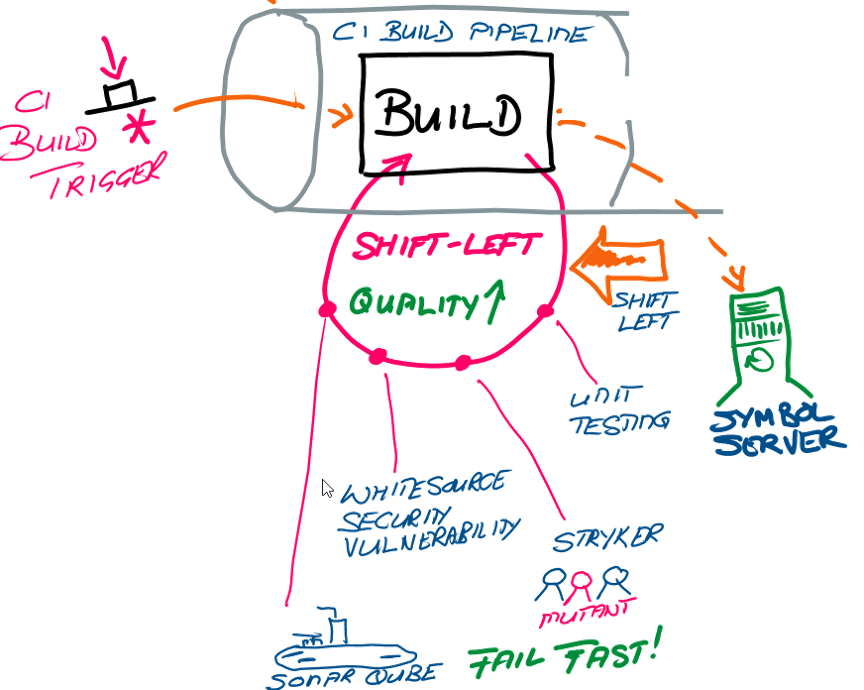 CI BUILD PIPELINE
BUILD
CI
BUILD
TRIGGER
SHIFT-LEFT
QUALITY
SHIFT
LEFT
UNIT
TESTING
SYMBOL
SERVER
WHITESOURCE
SECURITY
VULNERABILITY
STRYKER
MUTANT
FAIL FAST!
SONAR QUBE